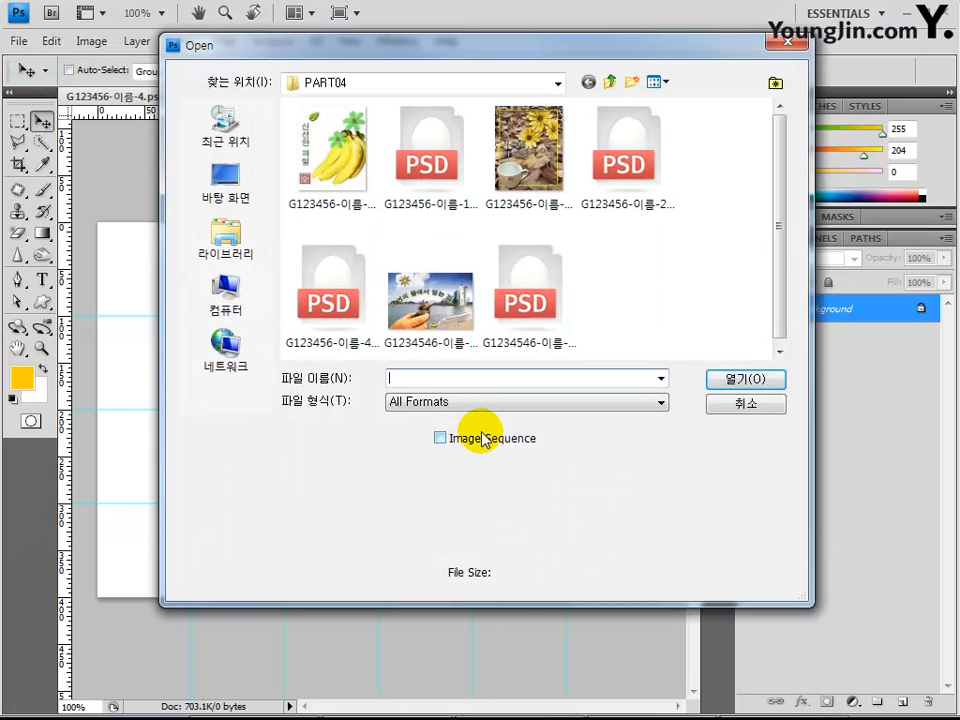 Ps Br 100% ESSENTIALS
YoungJin.com Y.
File Edit Image Layer
Ps Open
Auto-Select: Grou
찾는 위치(I): PART04
G123456-이름-4.ps
최근 위치
바탕 화면
라이브러리
컴퓨터
네트워크
PSD PSD
G123456-이름-... G123456-이름-1... G123456-이름-... G123456-이름-2...
PSD PSD
G123456-이름-4... G1234546-이름-... G1234546-이름-...
파일 이름(N): 열기(O)
파일 형식(T): All Formats 취소
Image Sequence
File Size:
CHES STYLES
255
204
0
MASKS
NELS PATHS
Opacity: 100%
Fill: 100%
kground
100% Doc: 703.1K/0 bytes